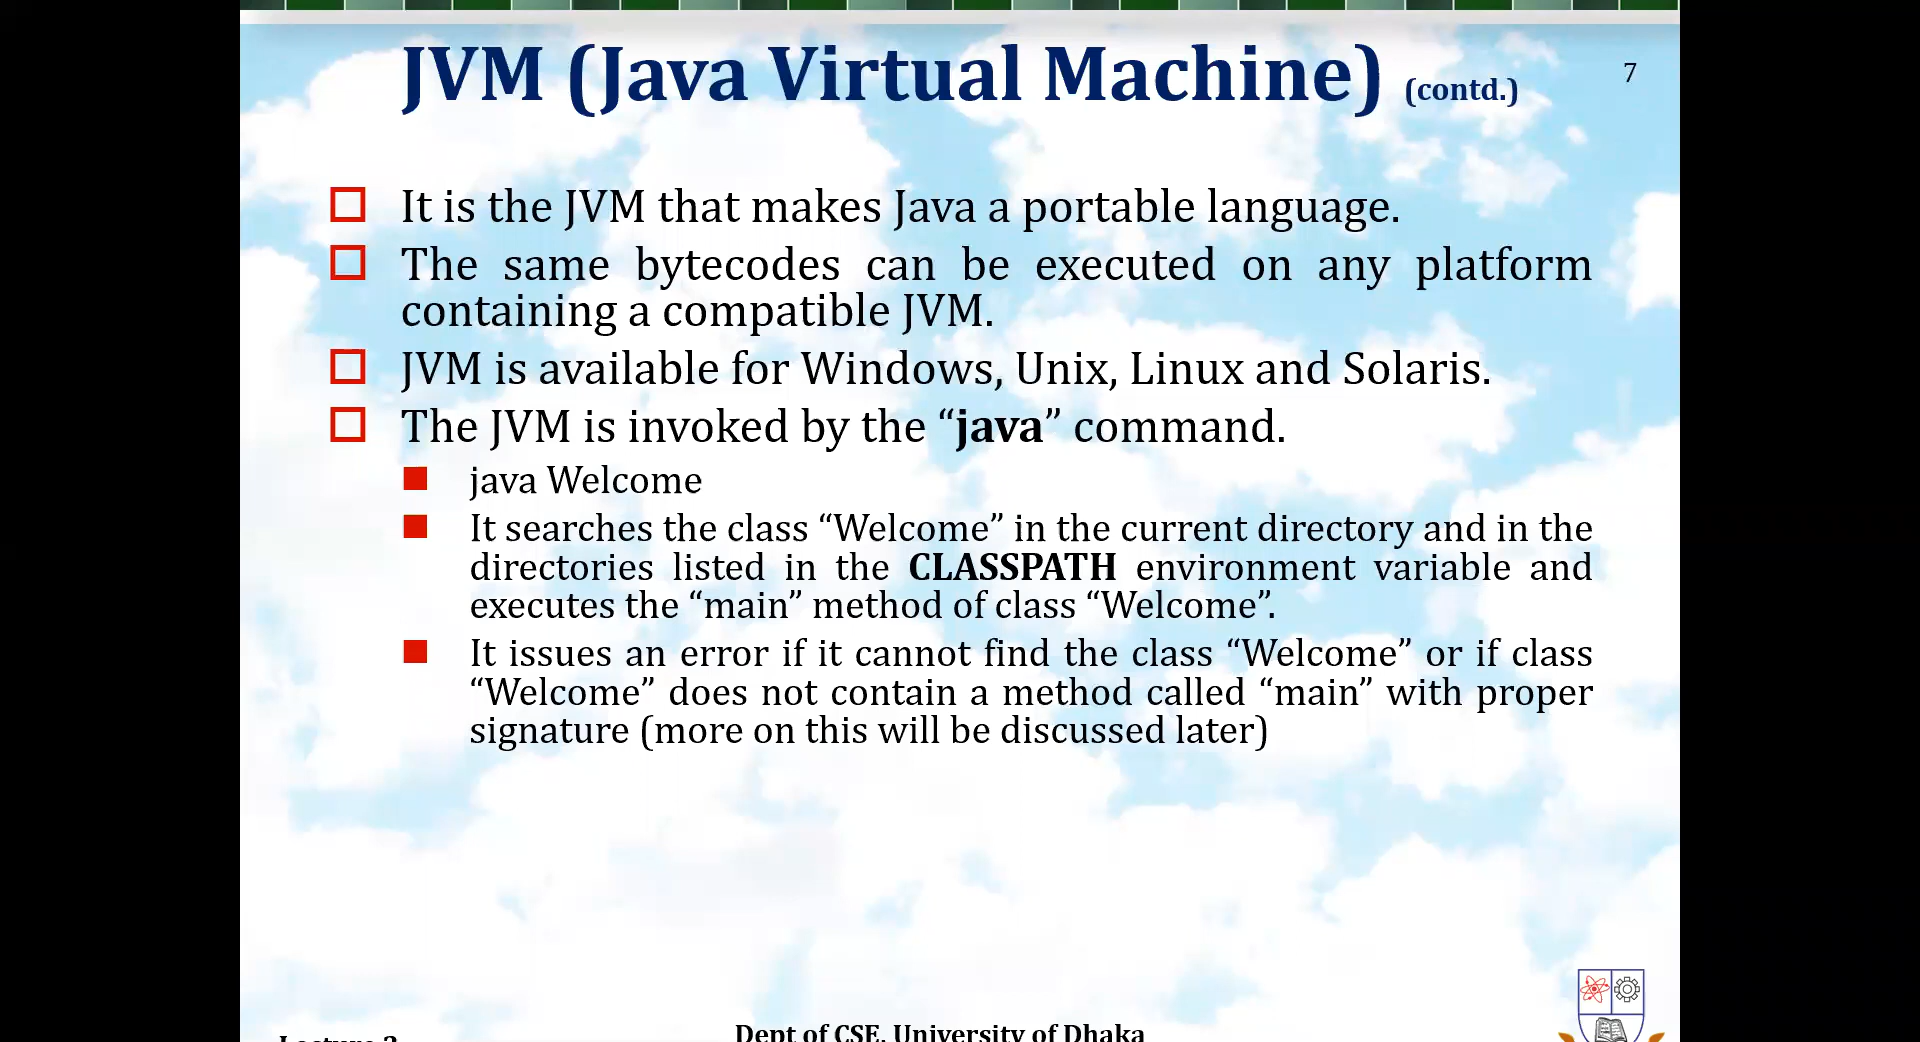 JVM (Java Virtual Machine) (contd.)
7
It is the JVM that makes Java a portable language.
The same bytecodes can be executed on any platform
containing a compatible JVM.
JVM is available for Windows, Unix, Linux and Solaris.
The JVM is invoked by the “java” command.
java Welcome
It searches the class “Welcome” in the current directory and in the
directories listed in the CLASSPATH environment variable and
executes the “main” method of class “Welcome”.
It issues an error if it cannot find the class “Welcome” or if class
“Welcome” does not contain a method called “main” with proper
signature (more on this will be discussed later)
Dept of CSE, University of Dhaka
Lecture